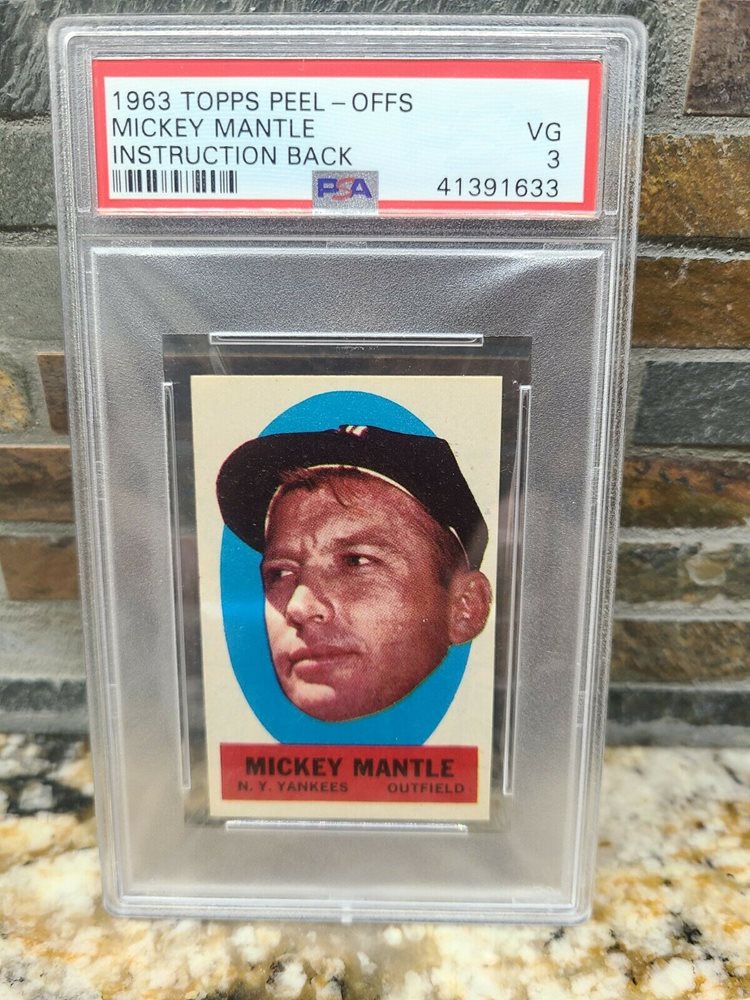 1963 TOPPS PEEL-OFFS
MICKEY MANTLE VG
INSTRUCTION BACK 3
PSA 41391633
MICKEY MANTLE
N. Y. YANKEES OUTFIELD